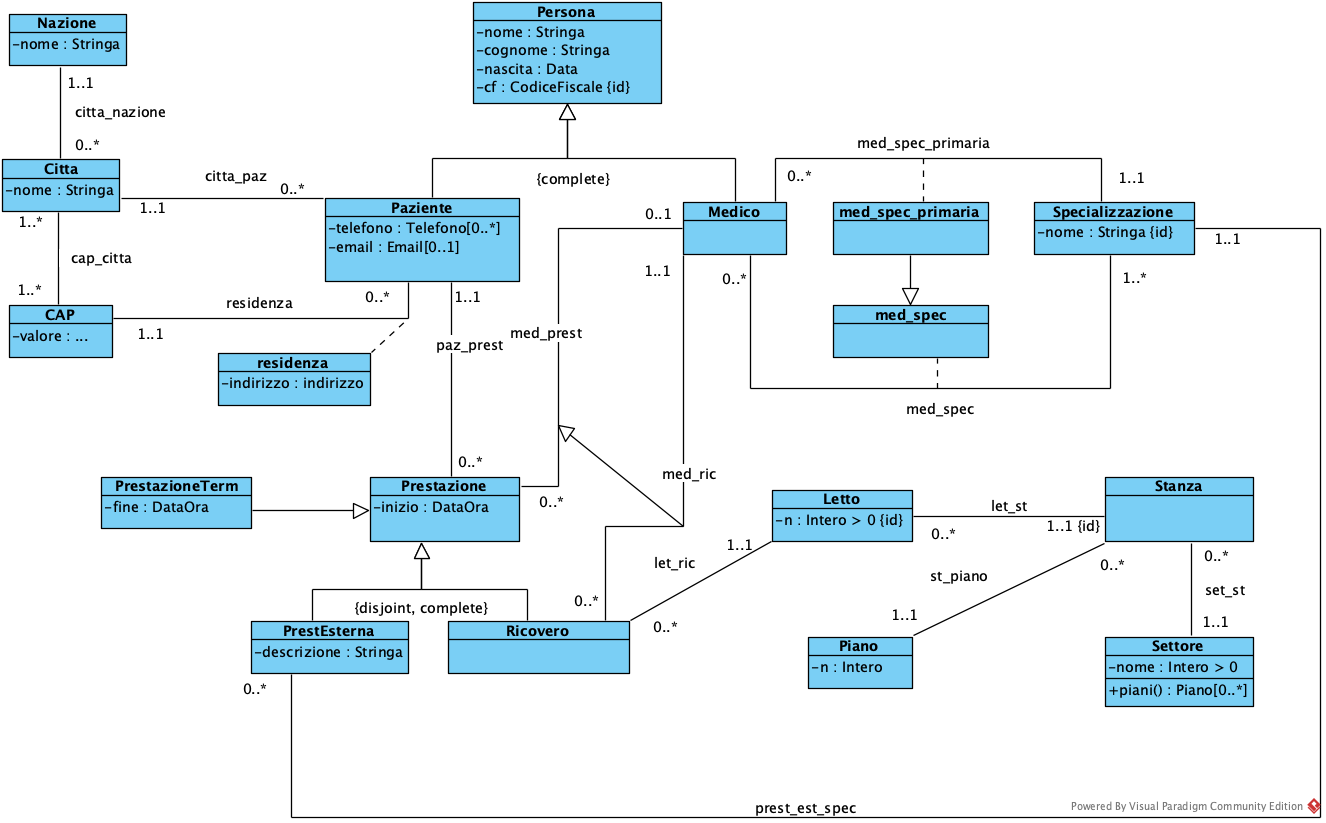 Nazione
-nome : Stringa
1..1
citta_nazione
0..*
Persona
-nome : Stringa
-cognome : Stringa
-nascita : Data
-cf : CodiceFiscale {id}
{complete}
Citta
-nome : Stringa
1..*
1..1
citta_paz
0..*
cap_citta
1..*
CAP
-valore : ...
1..1
residenza
0..*
Paziente
-telefono : Telefono[0..*]
-email : Email[0..1]
1..1
residenza
-indirizzo : indirizzo
paz_prest
0..*
med_spec_primaria
0..*
1..1
0..1
Medico
1..1
0..*
med_spec_primaria
Specializzazione
-nome : Stringa {id}
1..1
1..*
med_spec
med_spec
med_prest
med_ric
PrestazioneTerm
-fine : DataOra
Prestazione
-inizio : DataOra
0..*
{disjoint, complete}
PrestEsterna
-descrizione : Stringa
0..*
Ricovero
0..*
0..*
let_ric
1..1
Letto
-n : Intero > 0 {id}
0..*
let_st
1..1 {id}
Stanza
0..*
st_piano
1..1
0..*
set_st
1..1
Piano
-n : Intero
Settore
-nome : Intero > 0
+piani() : Piano[0..*]
prest_est_spec
Powered By Visual Paradigm Community Edition